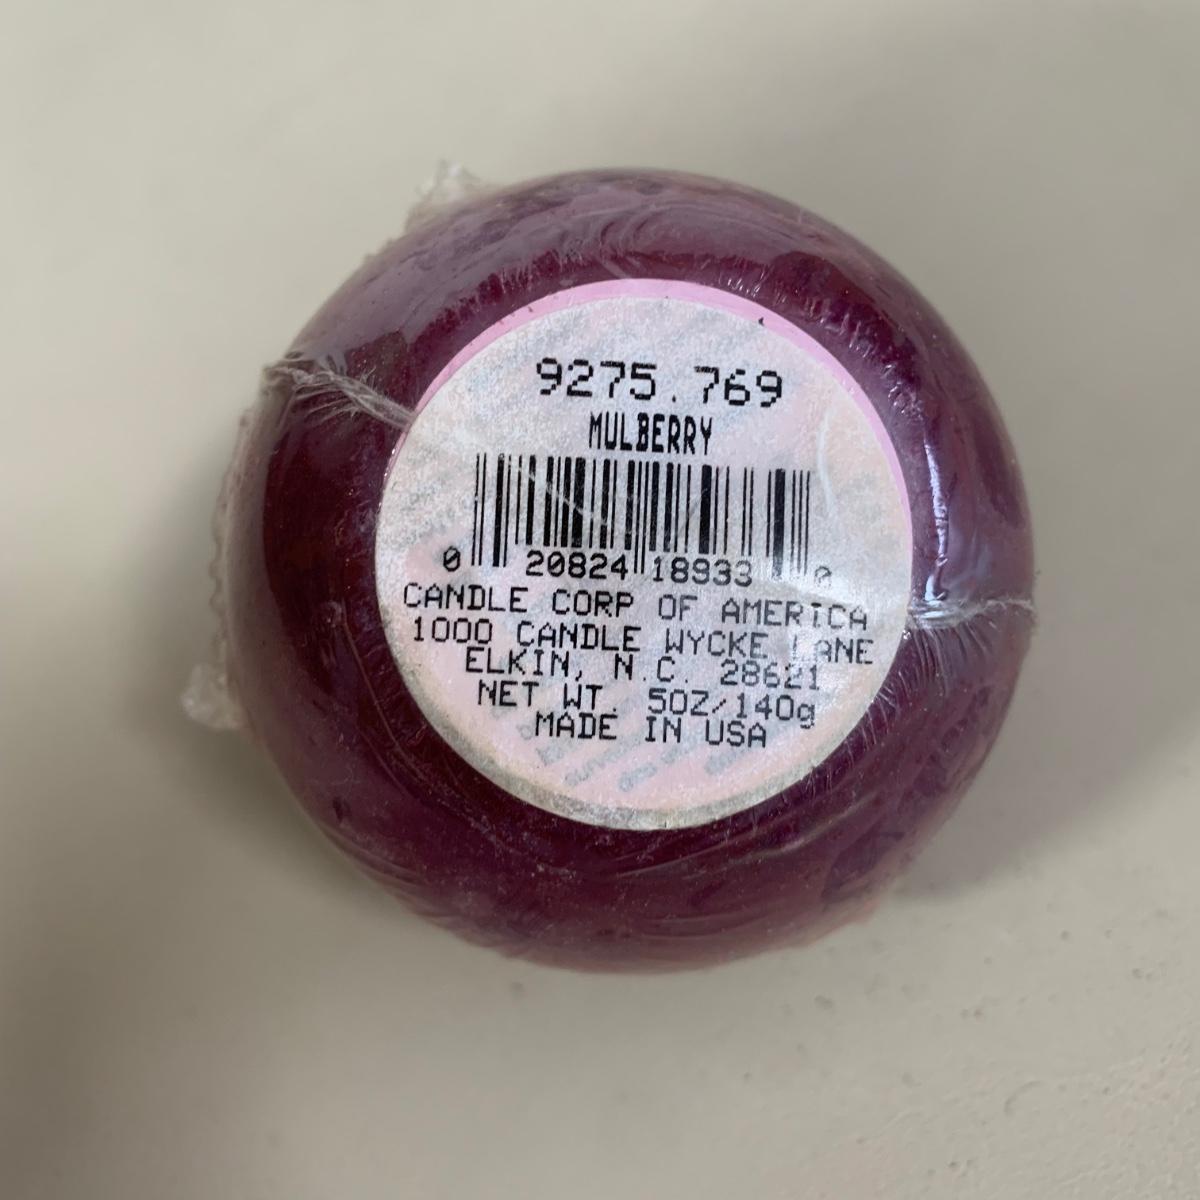 9275.769
MULBERRY
0 20824 18933 0
CANDLE CORP OF AMERICA
1000 CANDLE WYCKE LANE
ELKIN, N.C. 28621
NET WT. 5OZ/140g
MADE IN USA